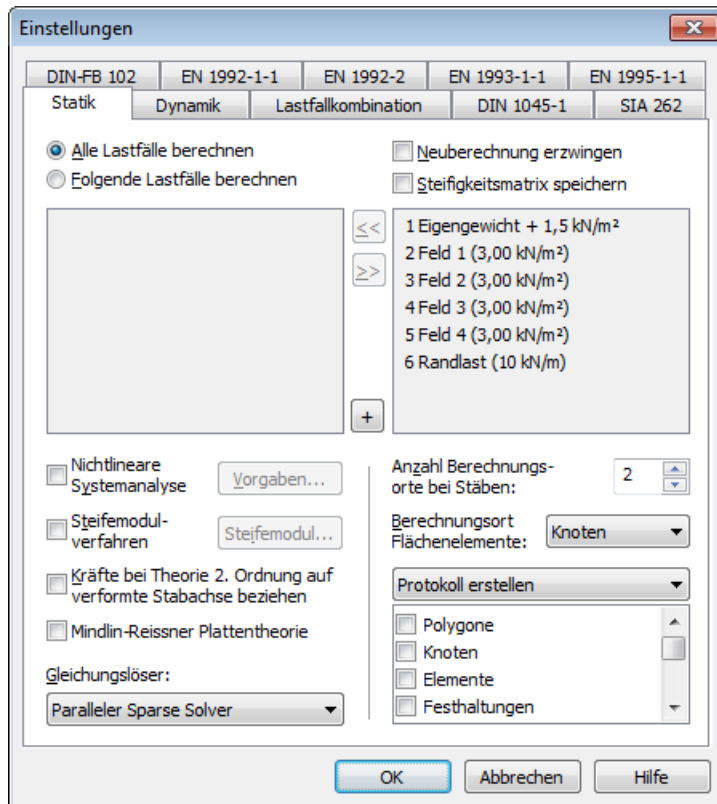 Einstellungen
DIN-FB 102 EN 1992-1-1 EN 1992-2 EN 1993-1-1 EN 1995-1-1
Statik Dynamik Lastfallkombination DIN 1045-1 SIA 262
Alle Lastfälle berechnen
Folgende Lastfälle berechnen
Neuberechnung erzwingen
Steifigkeitsmatrix speichern
<<
>>
+
1 Eigengewicht + 1,5 kN/m²
2 Feld 1 (3,00 kN/m²)
3 Feld 2 (3,00 kN/m²)
4 Feld 3 (3,00 kN/m²)
5 Feld 4 (3,00 kN/m²)
6 Randlast (10 kN/m)
Nichtlineare
Systemanalyse
Vorgaben...
Steifemodul-
verfahren
Steifemodul...
Kräfte bei Theorie 2. Ordnung auf
verformte Stabachse beziehen
Mindlin-Reissner Plattentheorie
Gleichungslöser:
Paralleler Sparse Solver
Anzahl Berechnungs-
orte bei Stäben:
2
Berechnungsort
Flächenelemente:
Knoten
Protokoll erstellen
Polygone
Knoten
Elemente
Festhaltungen
OK Abbrechen Hilfe